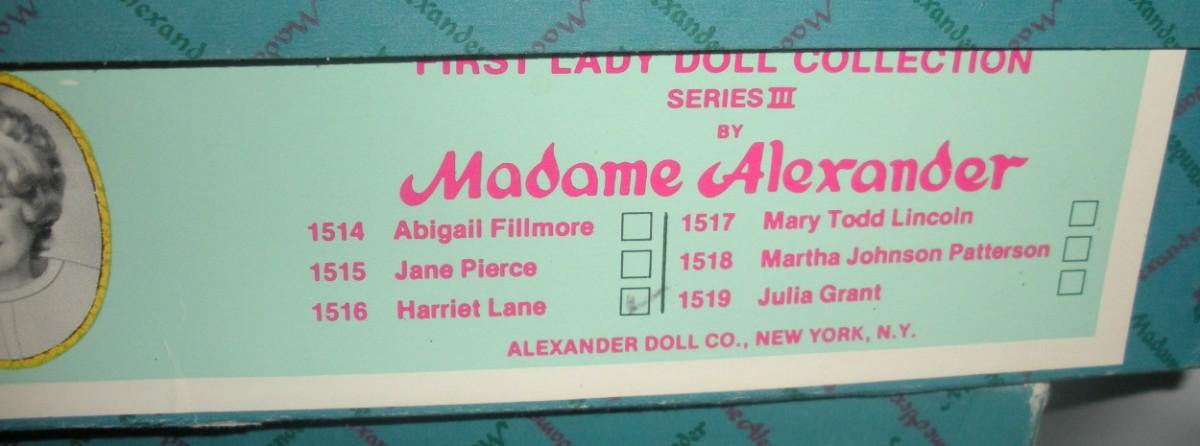 FIRST LADY DOLL COLLECTION
SERIES III
BY
Madame Alexander
1514 Abigail Fillmore
1515 Jane Pierce
1516 Harriet Lane
1517 Mary Todd Lincoln
1518 Martha Johnson Patterson
1519 Julia Grant
ALEXANDER DOLL CO., NEW YORK, N.Y.